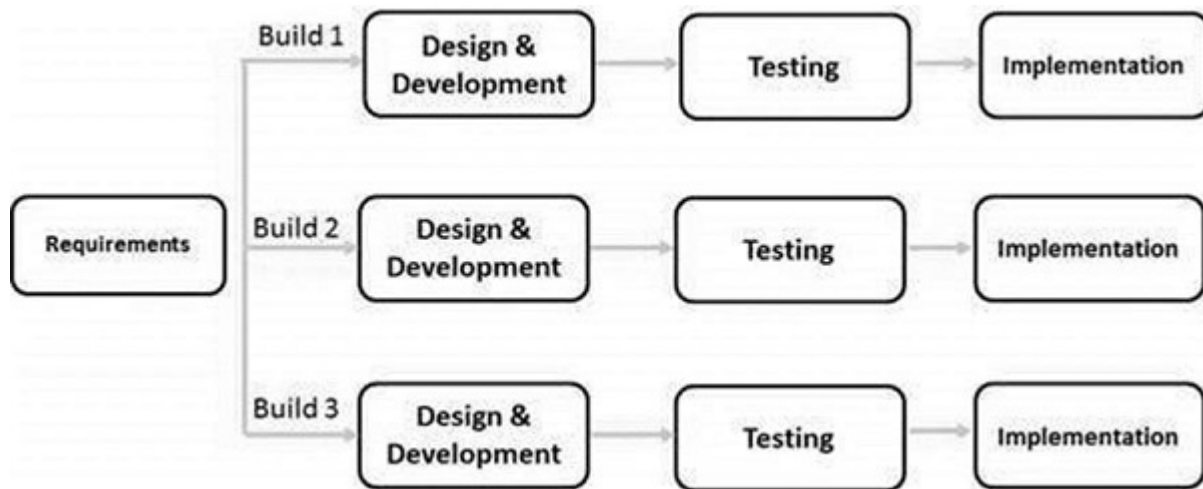 Build 1
Design &
Development
Testing
Implementation
Requirements
Build 2
Design &
Development
Testing
Implementation
Build 3
Design &
Development
Testing
Implementation